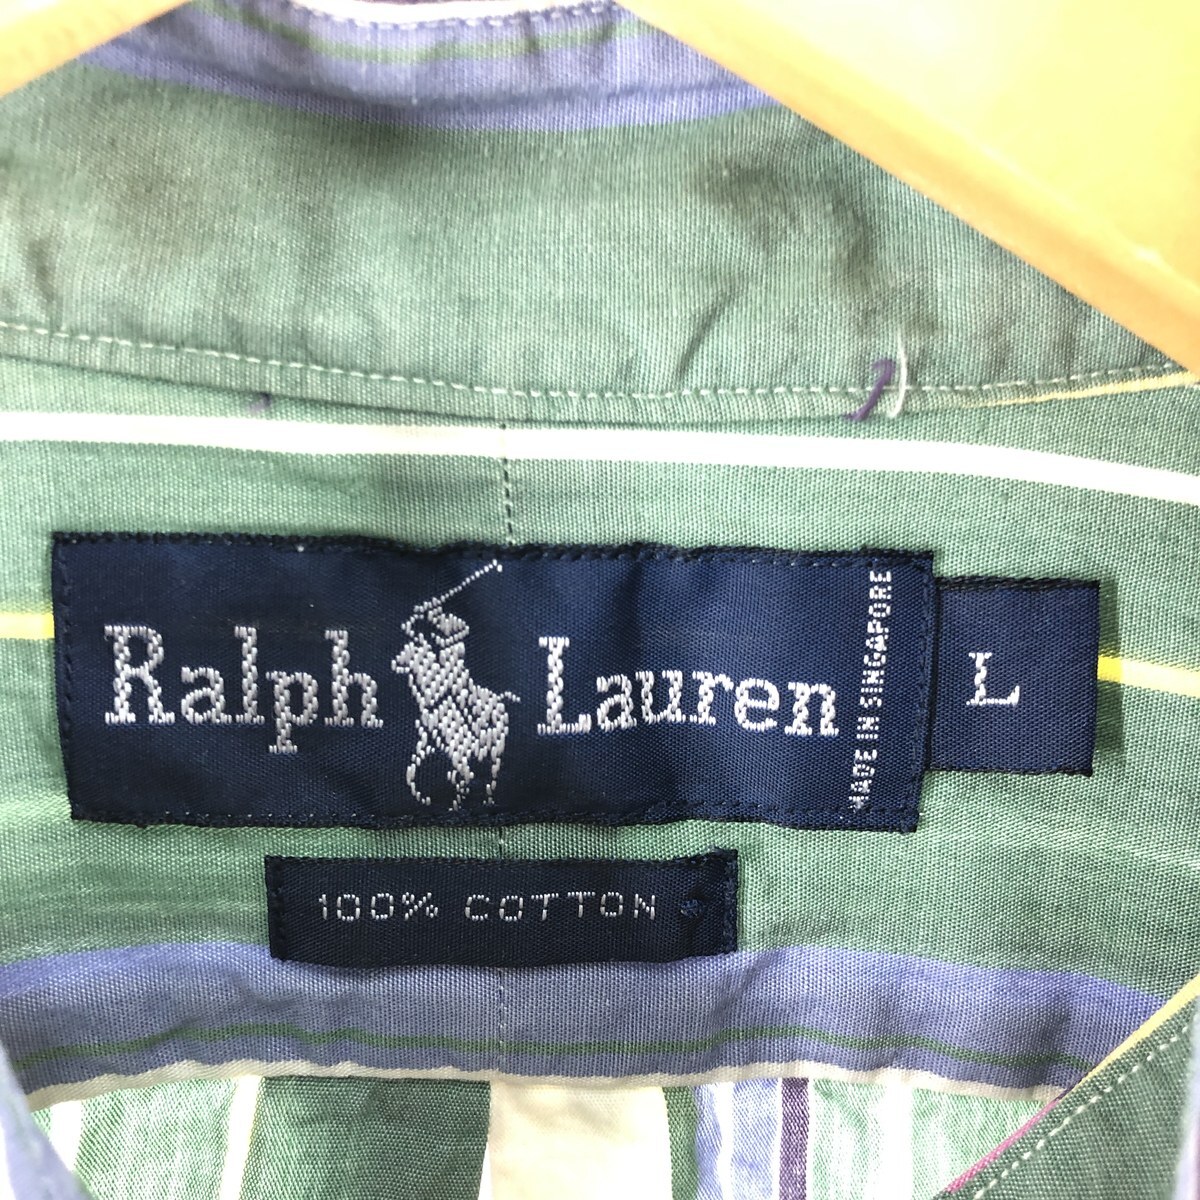 Ralph Lauren
MADE IN SINGAPORE
L
100% COTTON